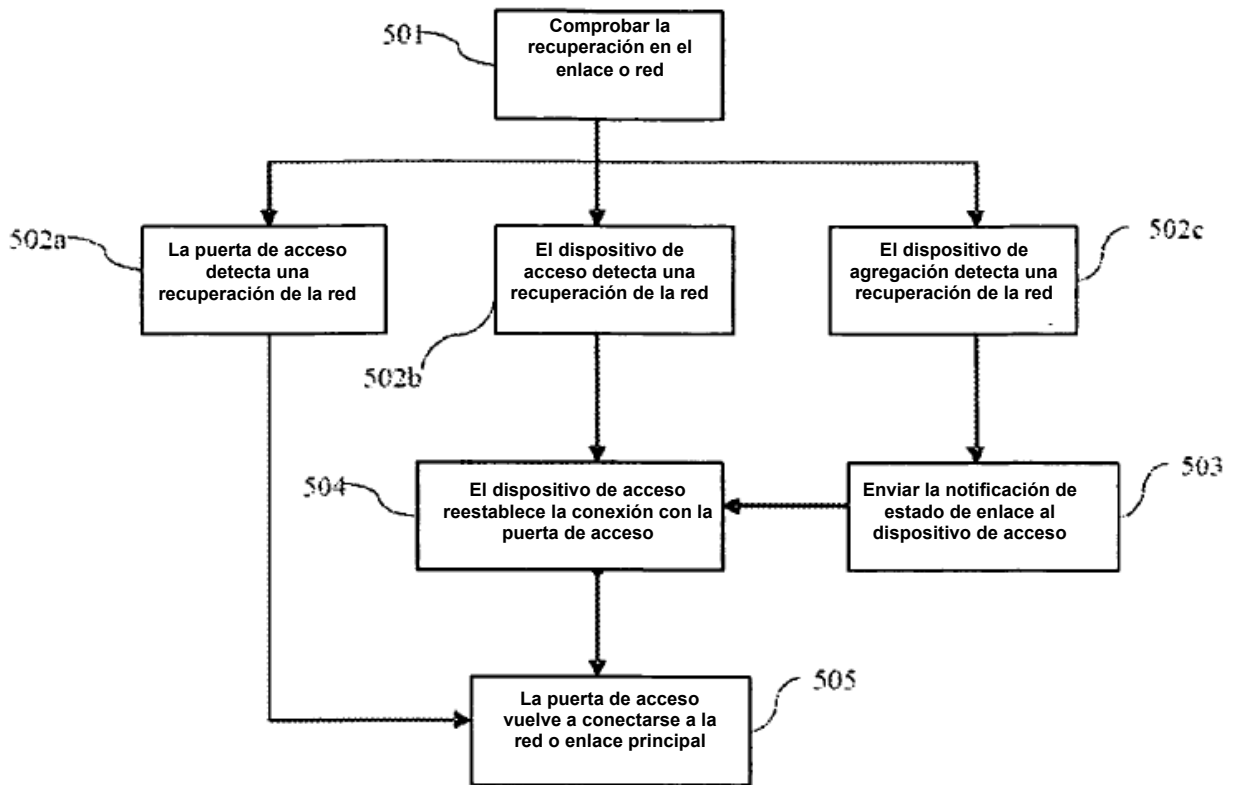 501
Comprobar la
recuperación en el
enlace o red
502a
La puerta de acceso
detecta una
recuperación de la red
El dispositivo de
acceso detecta una
recuperación de la red
502b
El dispositivo de
agregación detecta una
recuperación de la red
502c
504
El dispositivo de acceso
reestablece la conexión con la
puerta de acceso
Enviar la notificación de
estado de enlace al
dispositivo de acceso
503
La puerta de acceso
vuelve a conectarse a la
red o enlace principal
505